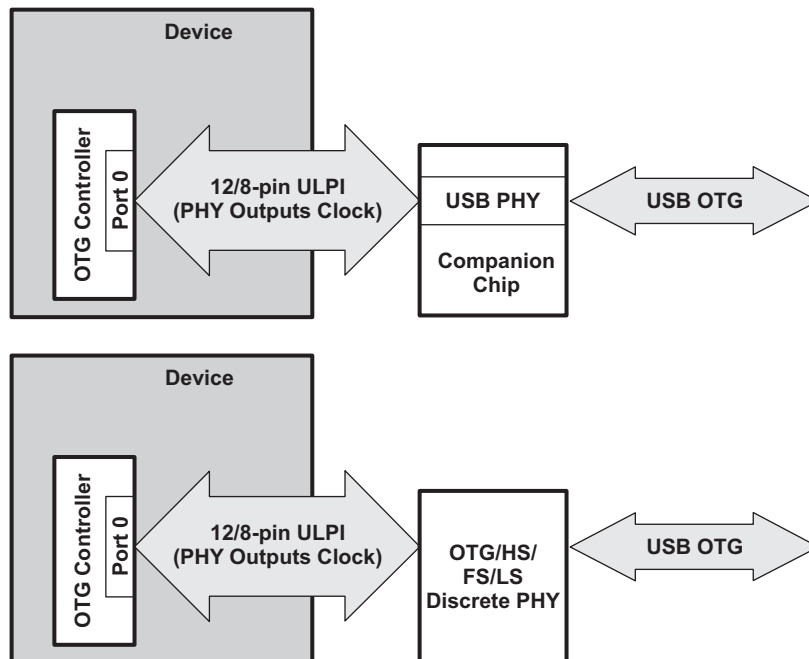 Device
OTG Controller
Port 0
12/8-pin ULPI
(PHY Outputs Clock)
USB PHY
Companion
Chip
USB OTG
Device
OTG Controller
Port 0
12/8-pin ULPI
(PHY Outputs Clock)
OTG/HS/
FS/LS
Discrete PHY
USB OTG